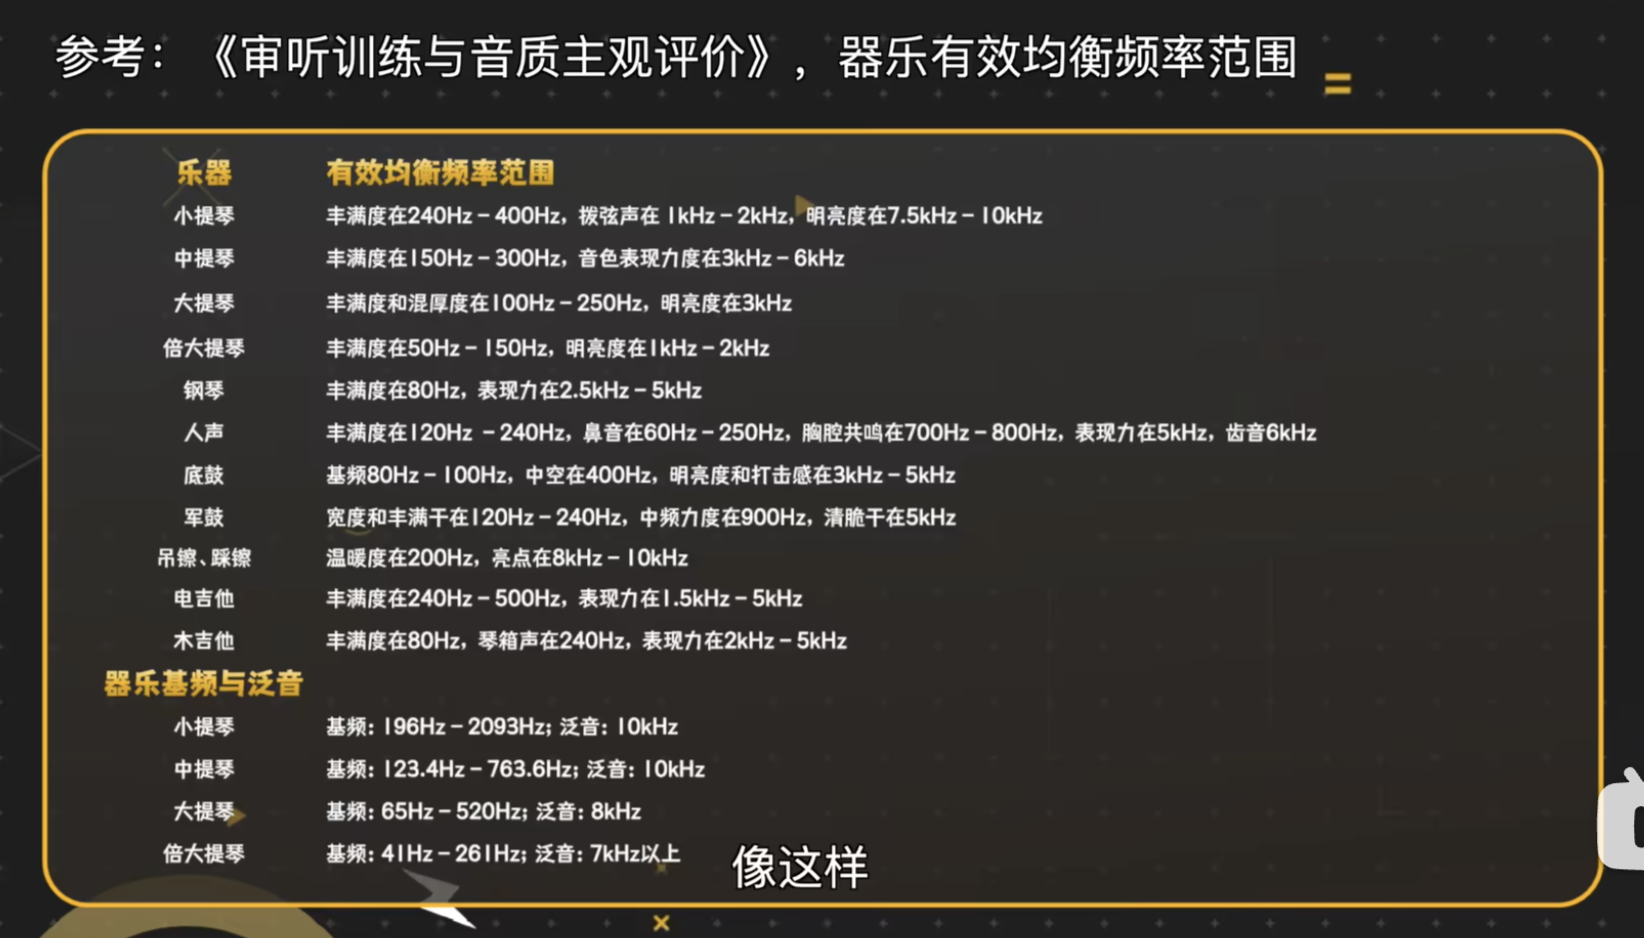 参考：《审听训练与音质主观评价》，器乐有效均衡频率范围
乐器 有效均衡频率范围
小提琴 丰满度在240Hz-400Hz，拨弦声在1kHz-2kHz，明亮度在7.5kHz-10kHz
中提琴 丰满度在150Hz-300Hz，音色表现力度在3kHz-6kHz
大提琴 丰满度和混厚度在100Hz-250Hz，明亮度在3kHz
倍大提琴 丰满度在50Hz-150Hz，明亮度在1kHz-2kHz
钢琴 丰满度在80Hz，表现力在2.5kHz-5kHz
人声 丰满度在120Hz -240Hz，鼻音在60Hz-250Hz，胸腔共鸣在700Hz-800Hz，表现力在5kHz，齿音6kHz
底鼓 基频80Hz-100Hz，中空在400Hz，明亮度和打击感在3kHz-5kHz
军鼓 宽度和丰满干在120Hz-240Hz，中频力度在900Hz，清脆干在5kHz
吊擦、踩擦 温暖度在200Hz，亮点在8kHz-10kHz
电吉他 丰满度在240Hz-500Hz，表现力在1.5kHz-5kHz
木吉他 丰满度在80Hz，琴箱声在240Hz，表现力在2kHz-5kHz
器乐基频与泛音
小提琴 基频：196Hz-2093Hz；泛音：10kHz
中提琴 基频：123.4Hz-763.6Hz；泛音：10kHz
大提琴 基频：65Hz-520Hz；泛音：8kHz
倍大提琴 基频：41Hz-261Hz；泛音：7kHz以上
像这样